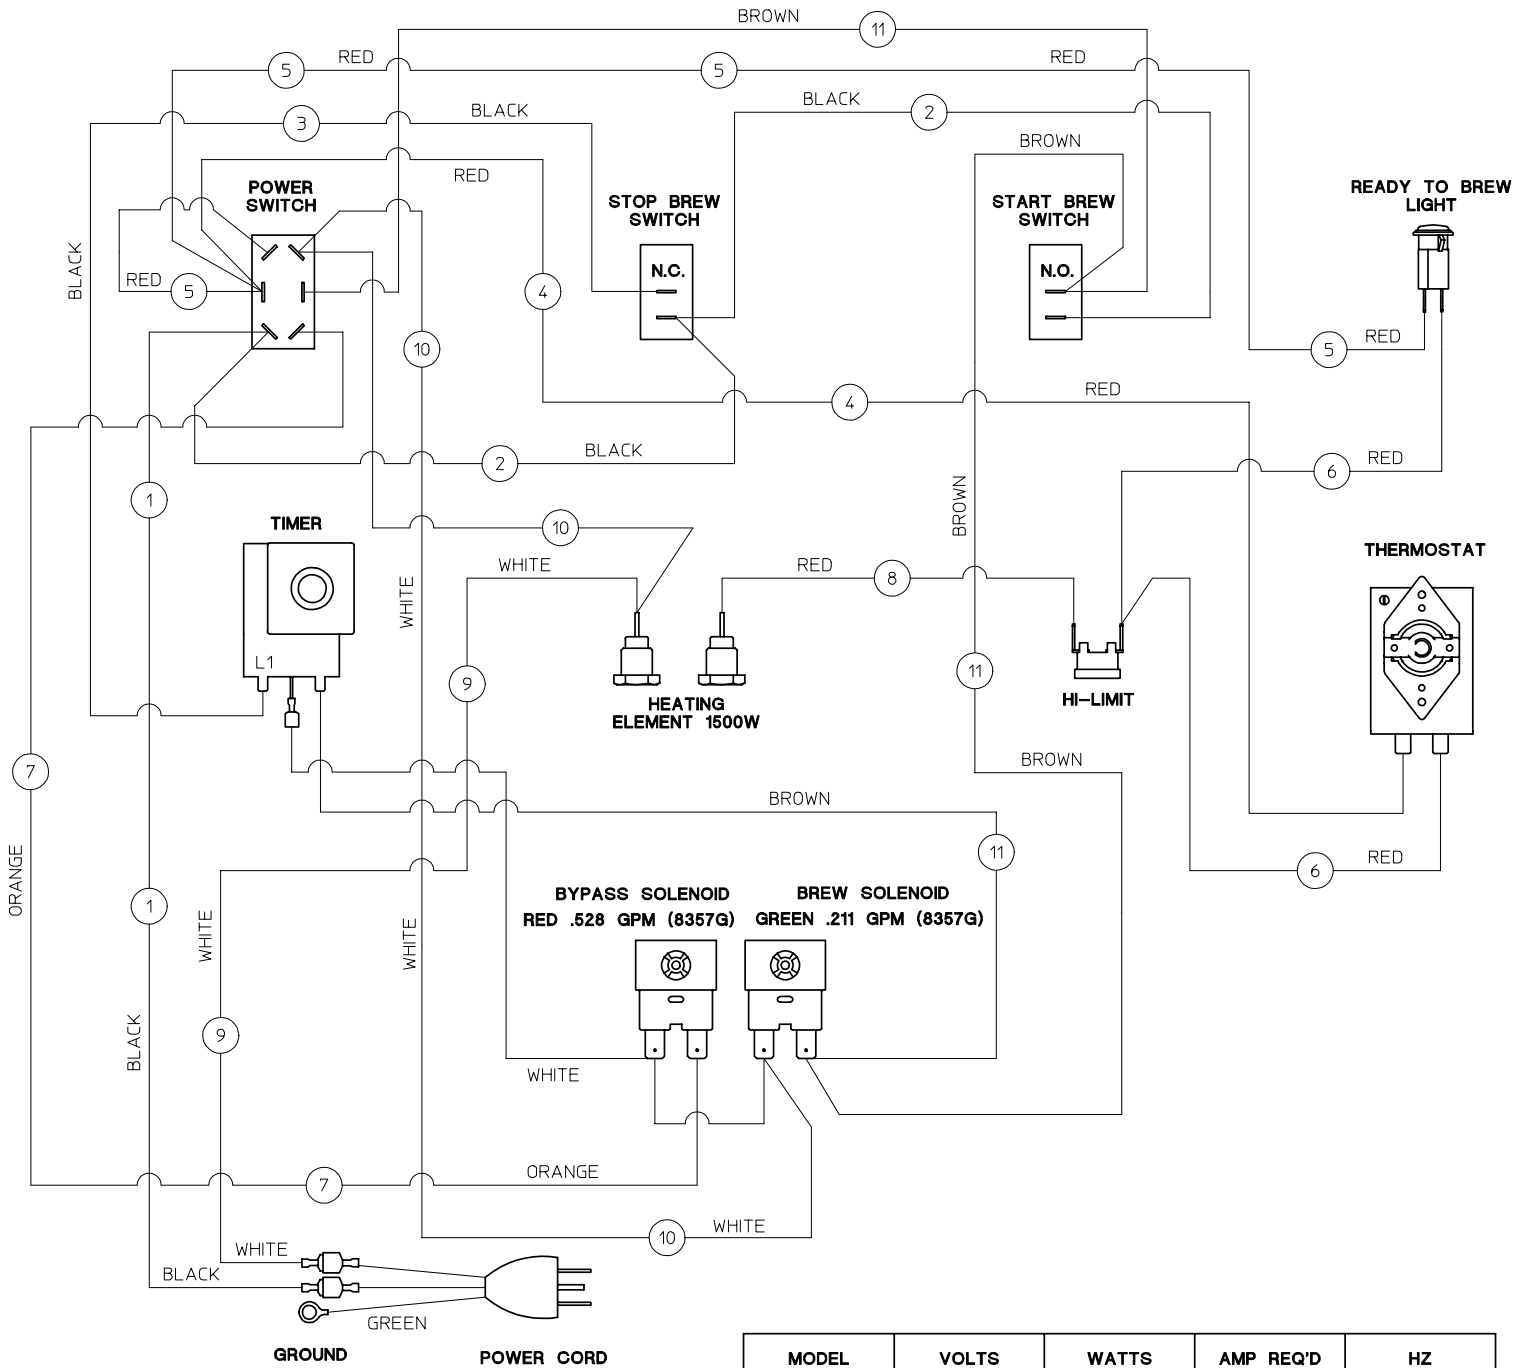 BROWN
11
RED
5
5
RED
BLACK
2
3
BLACK
BROWN
RED
POWER
SWITCH
STOP BREW
SWITCH
START BREW
SWITCH
READY TO BREW
LIGHT
BLACK
N.C.
N.O.
RED
5
4
10
5
RED
4
RED
2
BLACK
6
RED
1
BROWN
TIMER
10
THERMOSTAT
WHITE
RED
8
WHITE
L1
9
11
HI-LIMIT
HEATING
ELEMENT 1500W
7
BROWN
BROWN
11
6
RED
ORANGE
1
BYPASS SOLENOID
RED .528 GPM (8357G)
BREW SOLENOID
GREEN .211 GPM (8357G)
WHITE
WHITE
9
BLACK
WHITE
7
ORANGE
10
WHITE
WHITE
BLACK
GREEN
GROUND
POWER CORD
MODEL VOLTS WATTS AMP REQ'D HZ